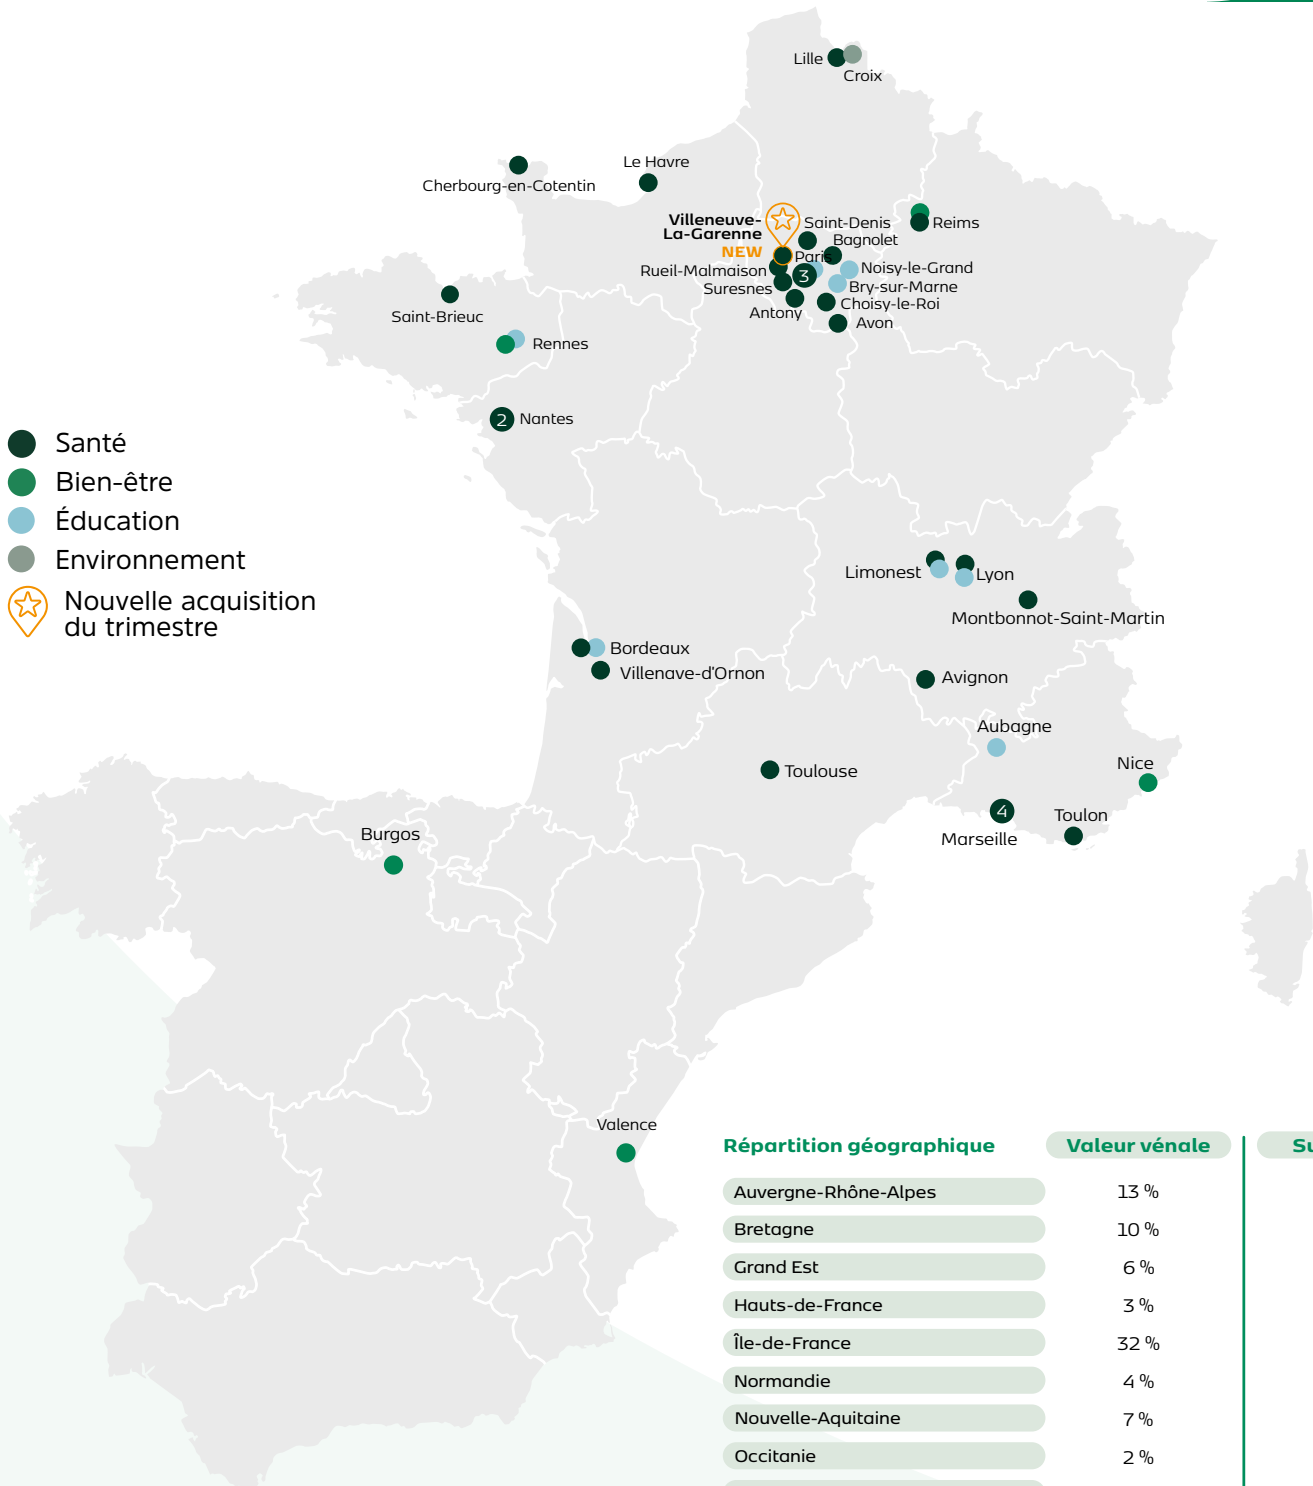 Lille
Croix
Le Havre
Cherbourg-en-Cotentin
Villeneuve-
La-Garenne
NEW
Saint-Denis
Reims
Bagnolet
Paris
Rueil-Malmaison
3
Noisy-le-Grand
Suresnes
Bry-sur-Marne
Antony
Choisy-le-Roi
Avon
Saint-Brieuc
Rennes
2
Nantes
Santé
Bien-être
Éducation
Environnement
Nouvelle acquisition
du trimestre
Limonest
Lyon
Montbonnot-Saint-Martin
Bordeaux
Villenave-d'Ornon
Avignon
Aubagne
Toulouse
Nice
4
Toulon
Marseille
Burgos
Valence
Répartition géographique Valeur vénale
Auvergne-Rhône-Alpes 13 %
Bretagne 10 %
Grand Est 6 %
Hauts-de-France 3 %
Île-de-France 32 %
Normandie 4 %
Nouvelle-Aquitaine 7 %
Occitanie 2 %